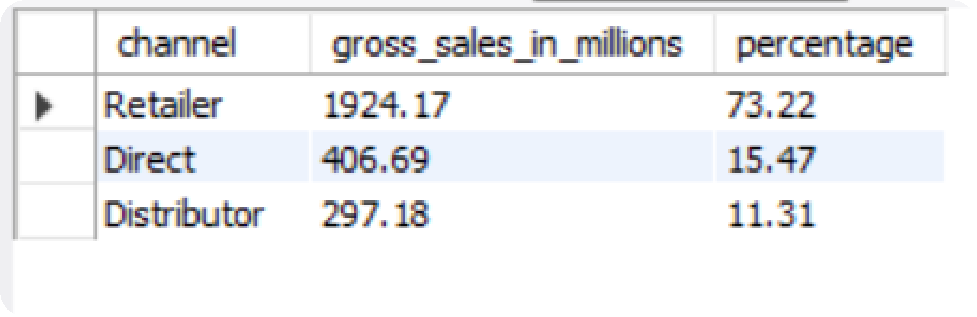 channel gross_sales_in_millions percentage
Retailer 1924.17 73.22
Direct 406.69 15.47
Distributor 297.18 11.31